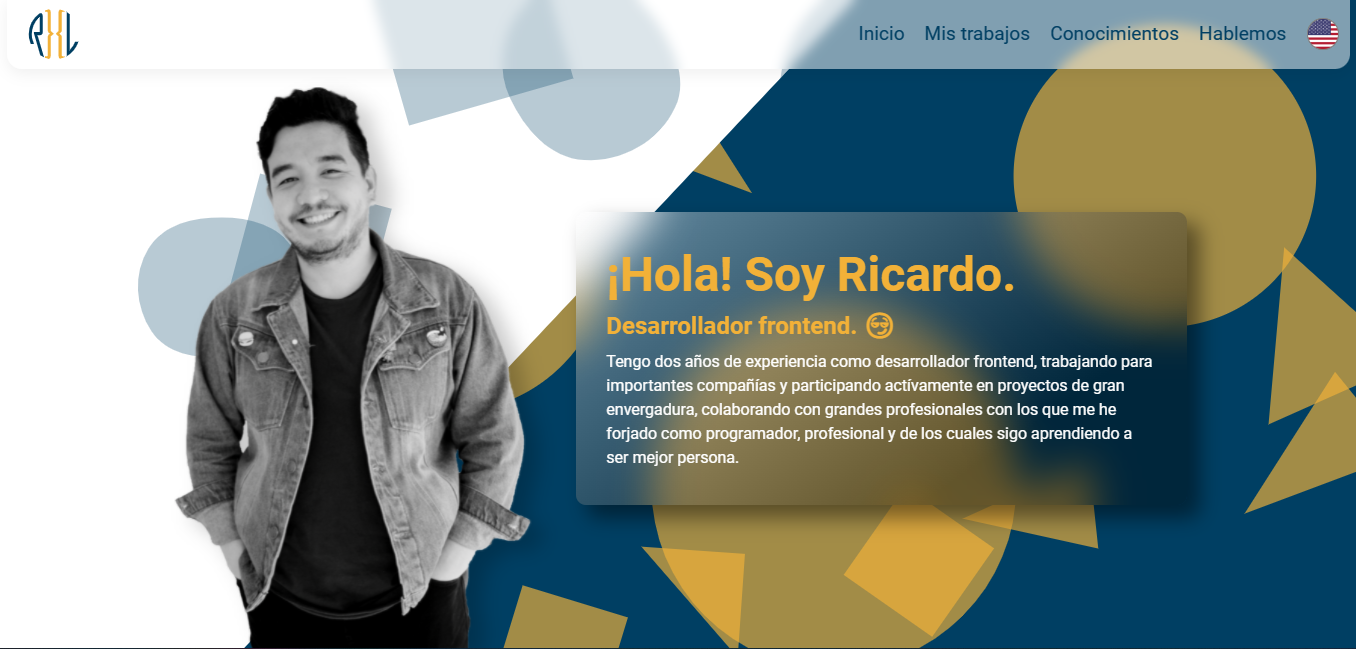 R{}L
Inicio Mis trabajos Conocimientos Hablemos
¡Hola! Soy Ricardo.
Desarrollador frontend.
Tengo dos años de experiencia como desarrollador frontend, trabajando para
importantes compañías y participando actívamente en proyectos de gran
envergadura, colaborando con grandes profesionales con los que me he
forjado como programador, profesional y de los cuales sigo aprendiendo a
ser mejor persona.